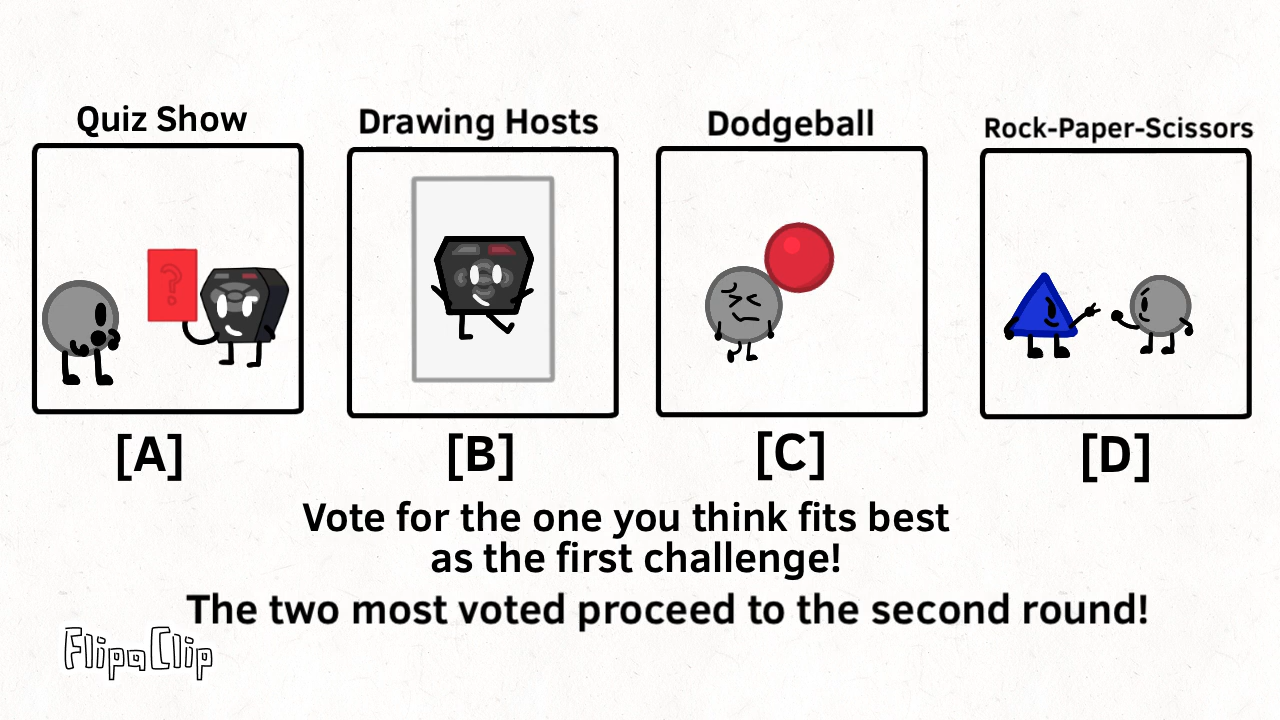 Quiz Show
Drawing Hosts
Dodgeball
Rock-Paper-Scissors
?
[A]
[B]
[C]
[D]
Vote for the one you think fits best
as the first challenge!
The two most voted proceed to the second round!
FlipaClip